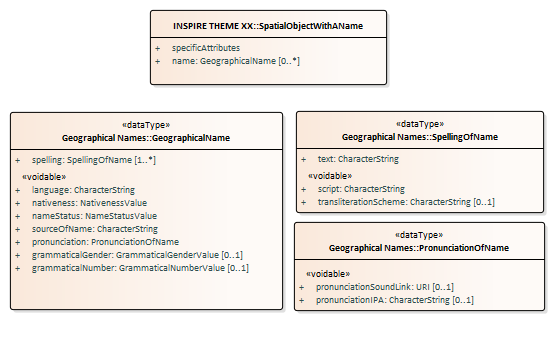 INSPIRE THEME XX::SpatialObjectWithAName
+ specificAttributes
+ name: GeographicalName [0..*]
«dataType»
Geographical Names::GeographicalName
+ spelling: SpellingOfName [1..*]
«voidable»
+ language: CharacterString
+ nativeness: NativenessValue
+ nameStatus: NameStatusValue
+ sourceOfName: CharacterString
+ pronunciation: PronunciationOfName
+ grammaticalGender: GrammaticalGenderValue [0..1]
+ grammaticalNumber: GrammaticalNumberValue [0..1]
«dataType»
Geographical Names::SpellingOfName
+ text: CharacterString
«voidable»
+ script: CharacterString
+ transliterationScheme: CharacterString [0..1]
«dataType»
Geographical Names::PronunciationOfName
«voidable»
+ pronunciationSoundLink: URI [0..1]
+ pronunciationIPA: CharacterString [0..1]